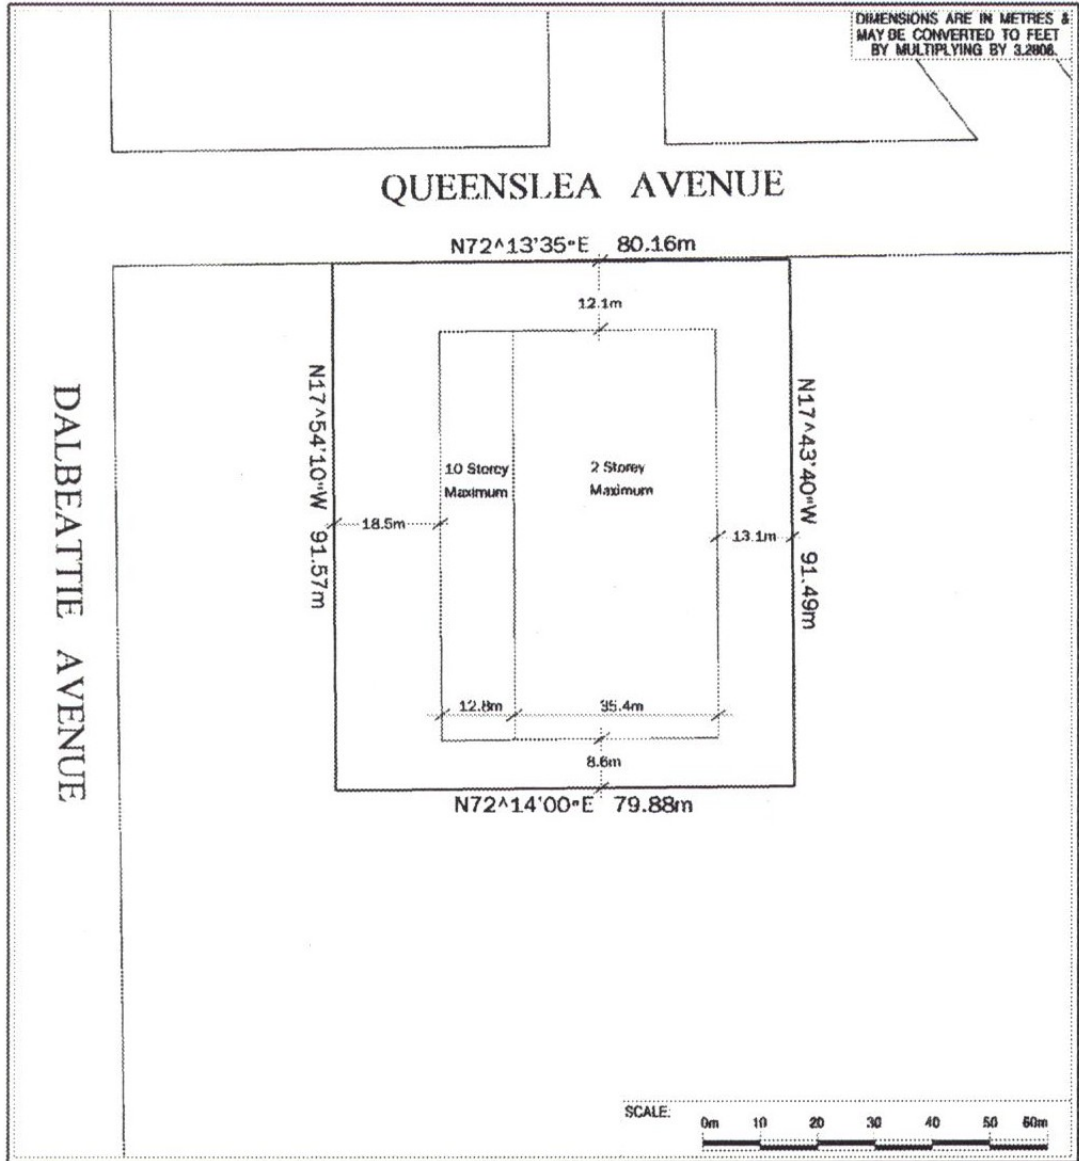 DIMENSIONS ARE IN METRES &
MAY BE CONVERTED TO FEET
BY MULTIPLYING BY 3.2808.
QUEENSLEA AVENUE
N72^13'35"E 80.16m
12.1m
DALBEATTIE AVENUE
N17^54'10"W 91.57m
10 Storey
Maximum
2 Storey
Maximum
N17^43'40"W 91.49m
18.5m
13.1m
12.8m
35.4m
8.6m
N72^14'00"E 79.88m
SCALE:
0m 10 20 30 40 50 60m